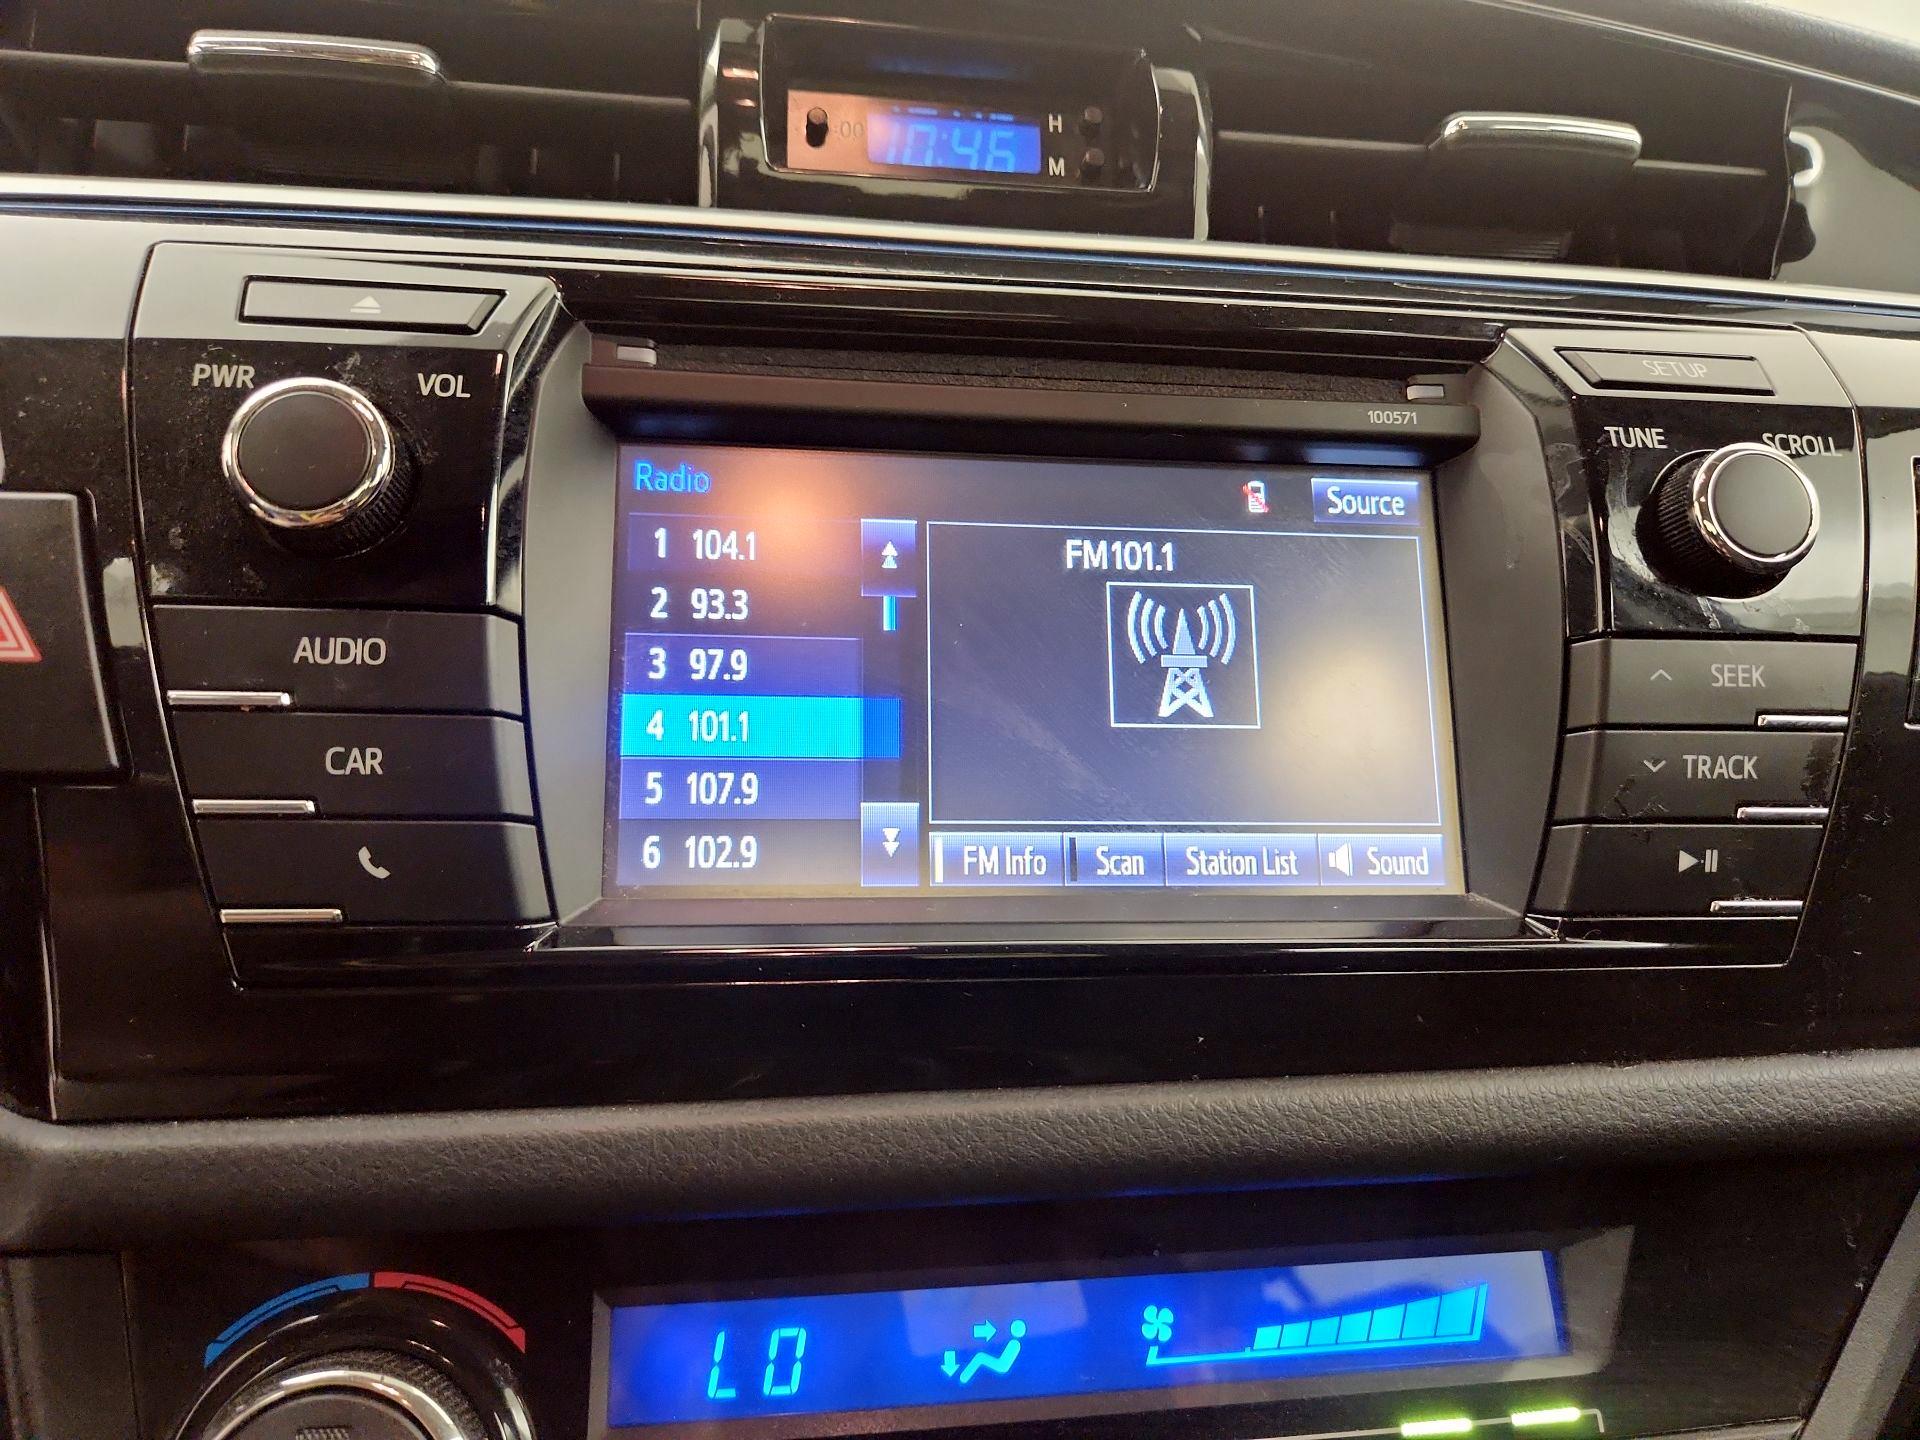 :00
10:46
H
M
PWR
VOL
SETUP
100571
TUNE
SCROLL
Radio
Source
1 104.1
2 93.3
3 97.9
4 101.1
5 107.9
6 102.9
FM101.1
FM Info
Scan
Station List
Sound
AUDIO
CAR
SEEK
TRACK
LO